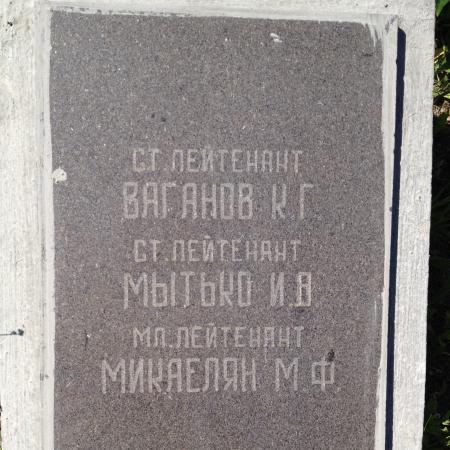 СТ. ЛЕЙТЕНАНТ
ВАГАНОВ К.Г.
СТ. ЛЕЙТЕНАНТ
МЫТЬКО И.В
МЛ. ЛЕЙТЕНАНТ
МИКАЕЛЯН М.Ф.